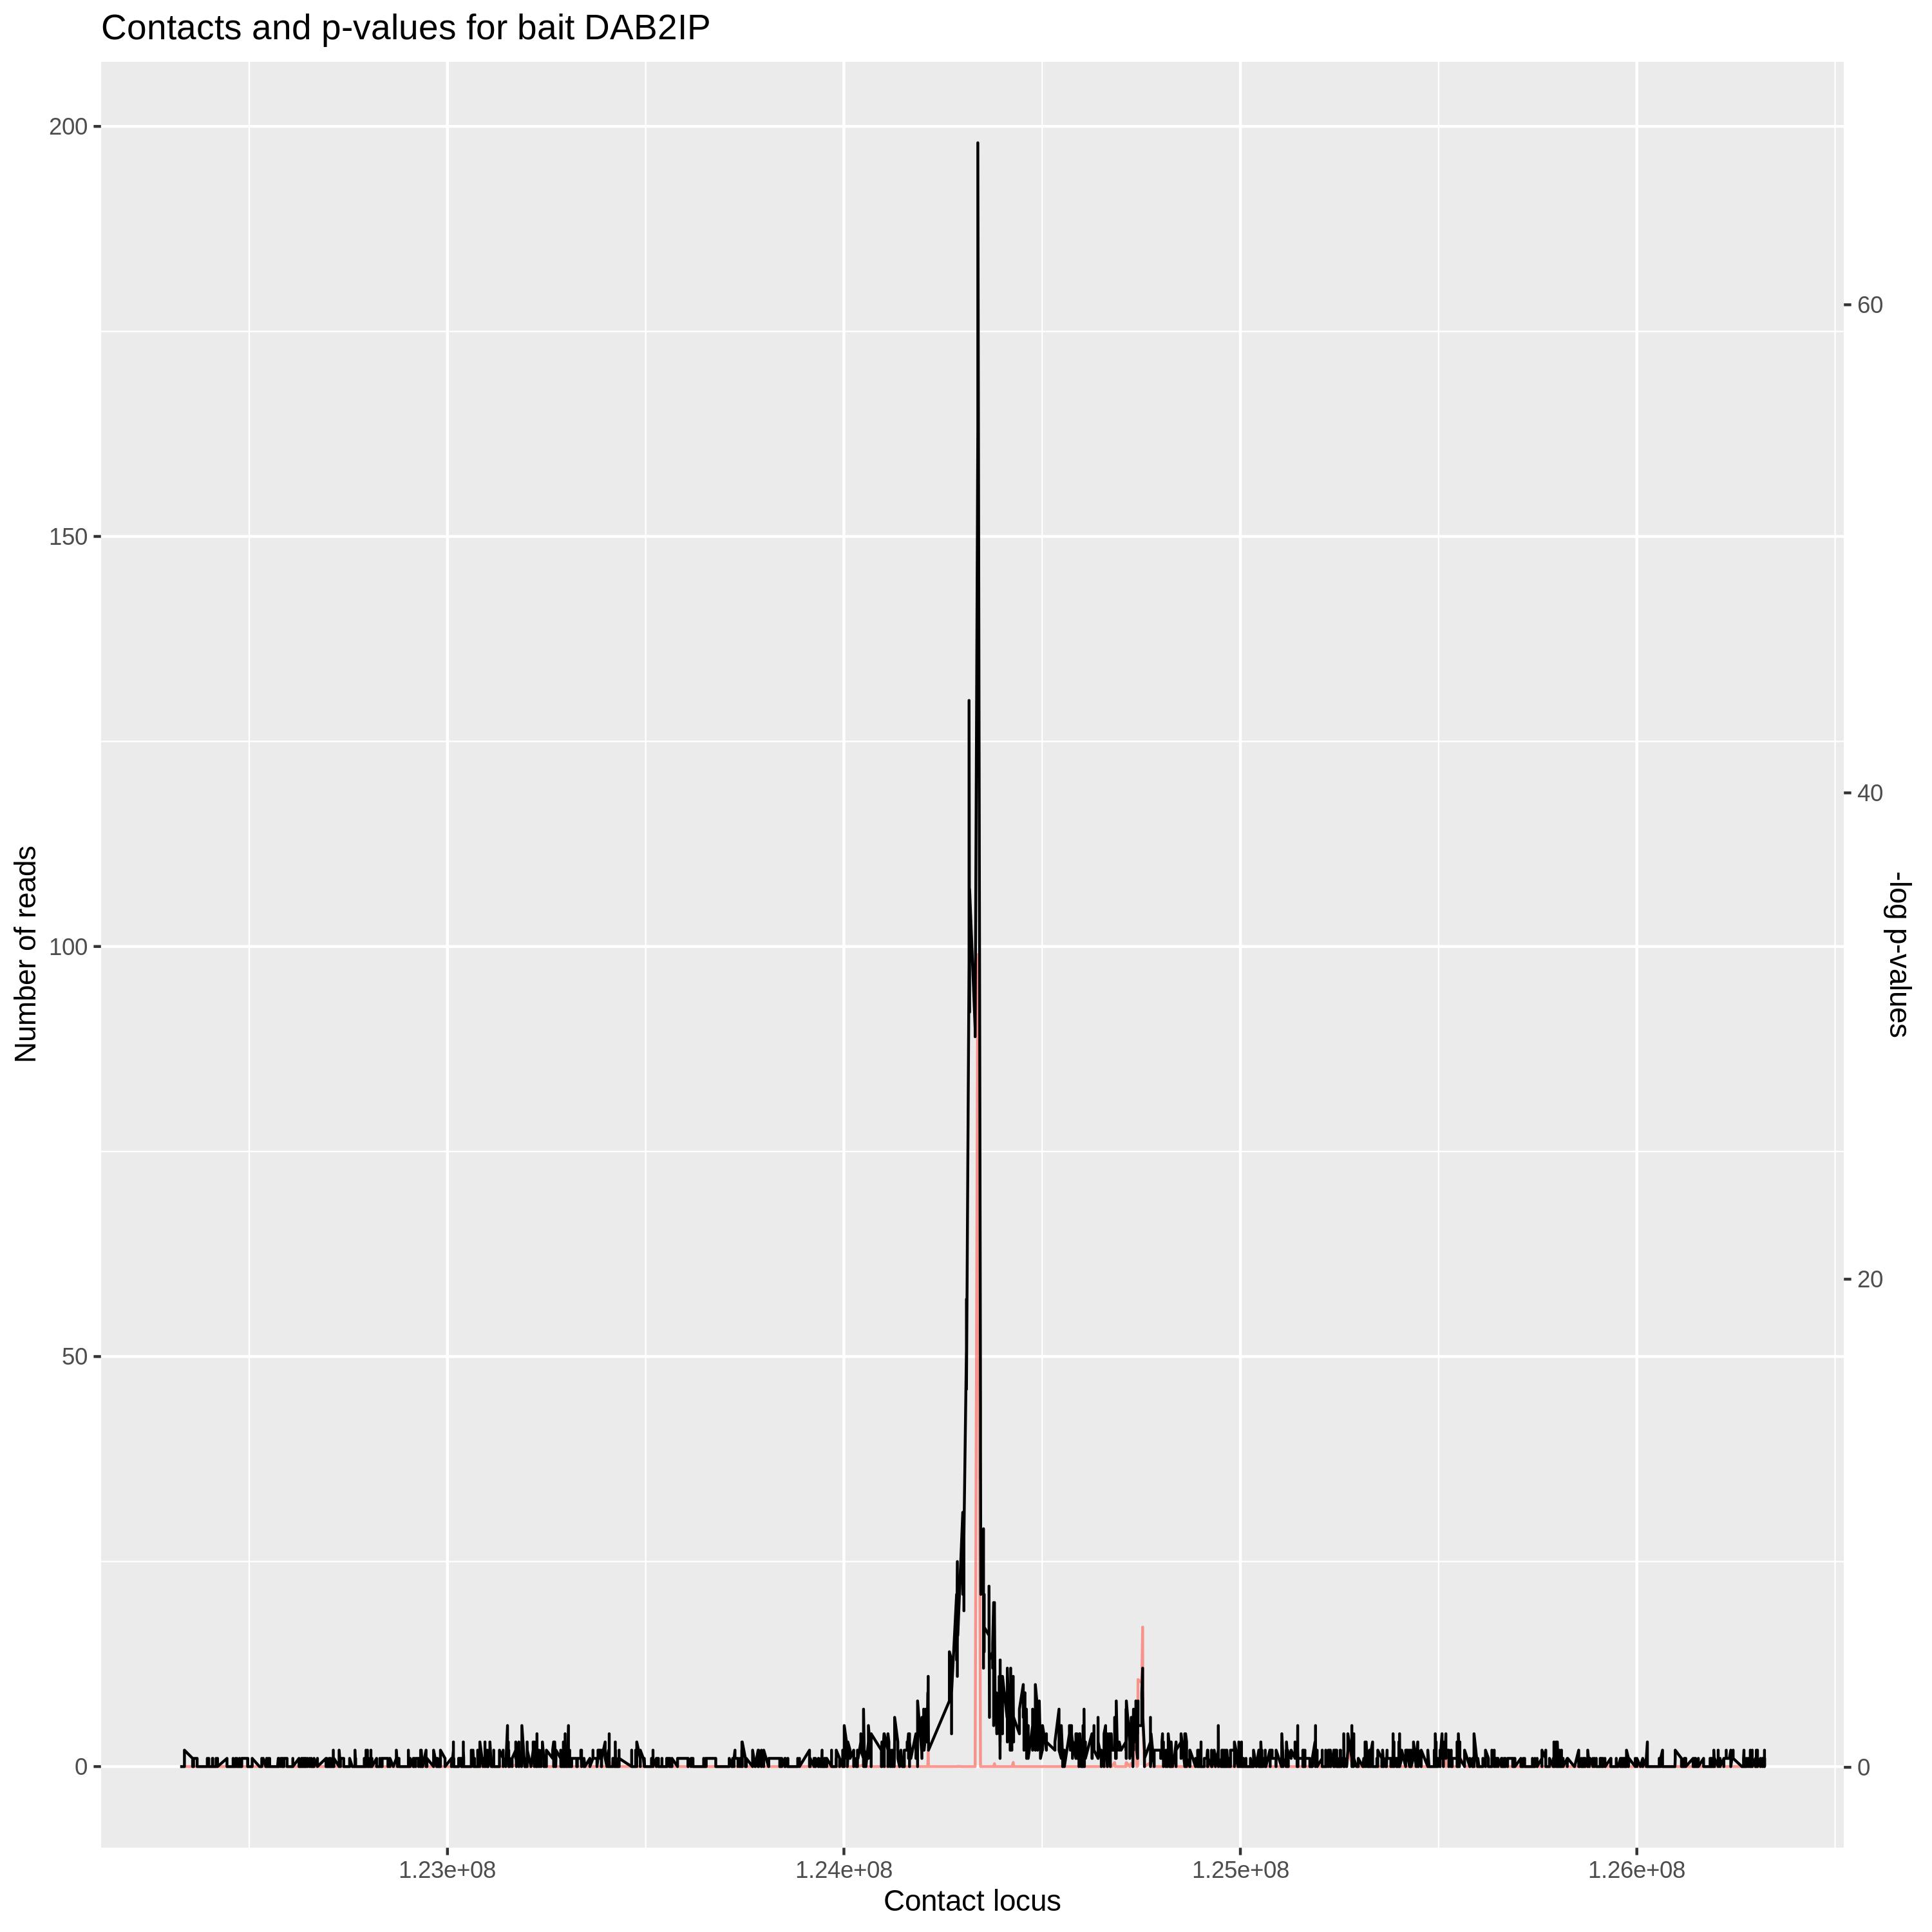 Contacts and p-values for bait DAB2IP
200
150
100
50
0
Number of reads
60
40
20
0
-log p-values
1.23e+08
1.24e+08
1.25e+08
1.26e+08
Contact locus